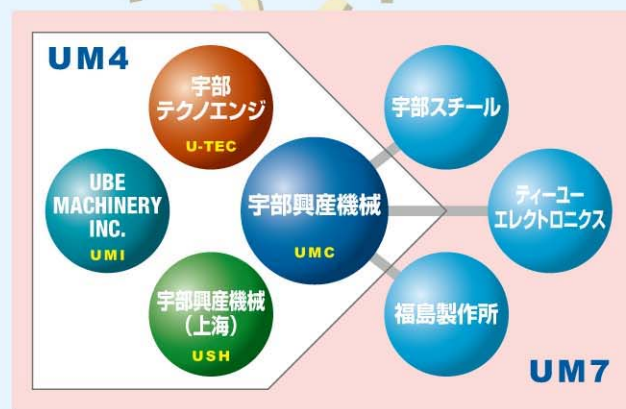 UM4
宇部
テクノエンジ
U-TEC
UBE
MACHINERY
INC.
UMI
宇部興産機械
UMC
宇部興産機械
（上海）
USH
宇部スチール
ティーユー
エレクトロニクス
福島製作所
UM7